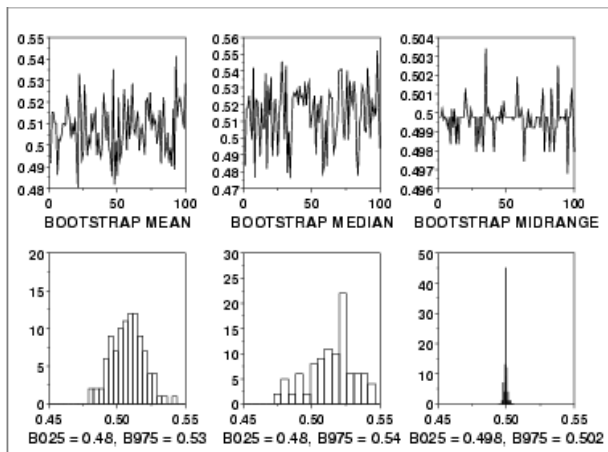 0.55 0.54 0.53 0.52 0.51 0.5 0.49 0.48
0 50 100
BOOTSTRAP MEAN
0.56 0.55 0.54 0.53 0.52 0.51 0.5 0.49 0.48 0.47
0 50 100
BOOTSTRAP MEDIAN
0.504 0.503 0.502 0.501 0.5 0.499 0.498 0.497 0.496
0 50 100
BOOTSTRAP MIDRANGE
20 15 10 5 0
0.45 0.50 0.55
B025 = 0.48, B975 = 0.53
30 25 20 15 10 5 0
0.45 0.50 0.55
B025 = 0.48, B975 = 0.54
50 40 30 20 10 0
0.45 0.50 0.55
B025 = 0.498, B975 = 0.502